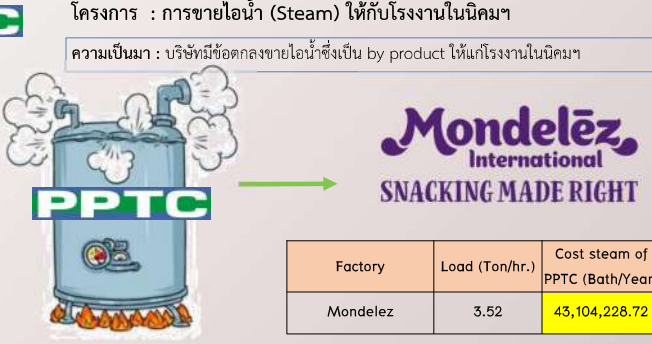 C
โครงการ : การขายไอน้ำ (Steam) ให้กับโรงงานในนิคมฯ
ความเป็นมา : บริษัทมีข้อตกลงขายไอน้ำซึ่งเป็น by product ให้แก่โรงงานในนิคมฯ
PPTC
Mondelēz
International
SNACKING MADE RIGHT
Factory Load (Ton/hr.) Cost steam of
PPTC (Bath/Year
Mondelez 3.52 43,104,228.72